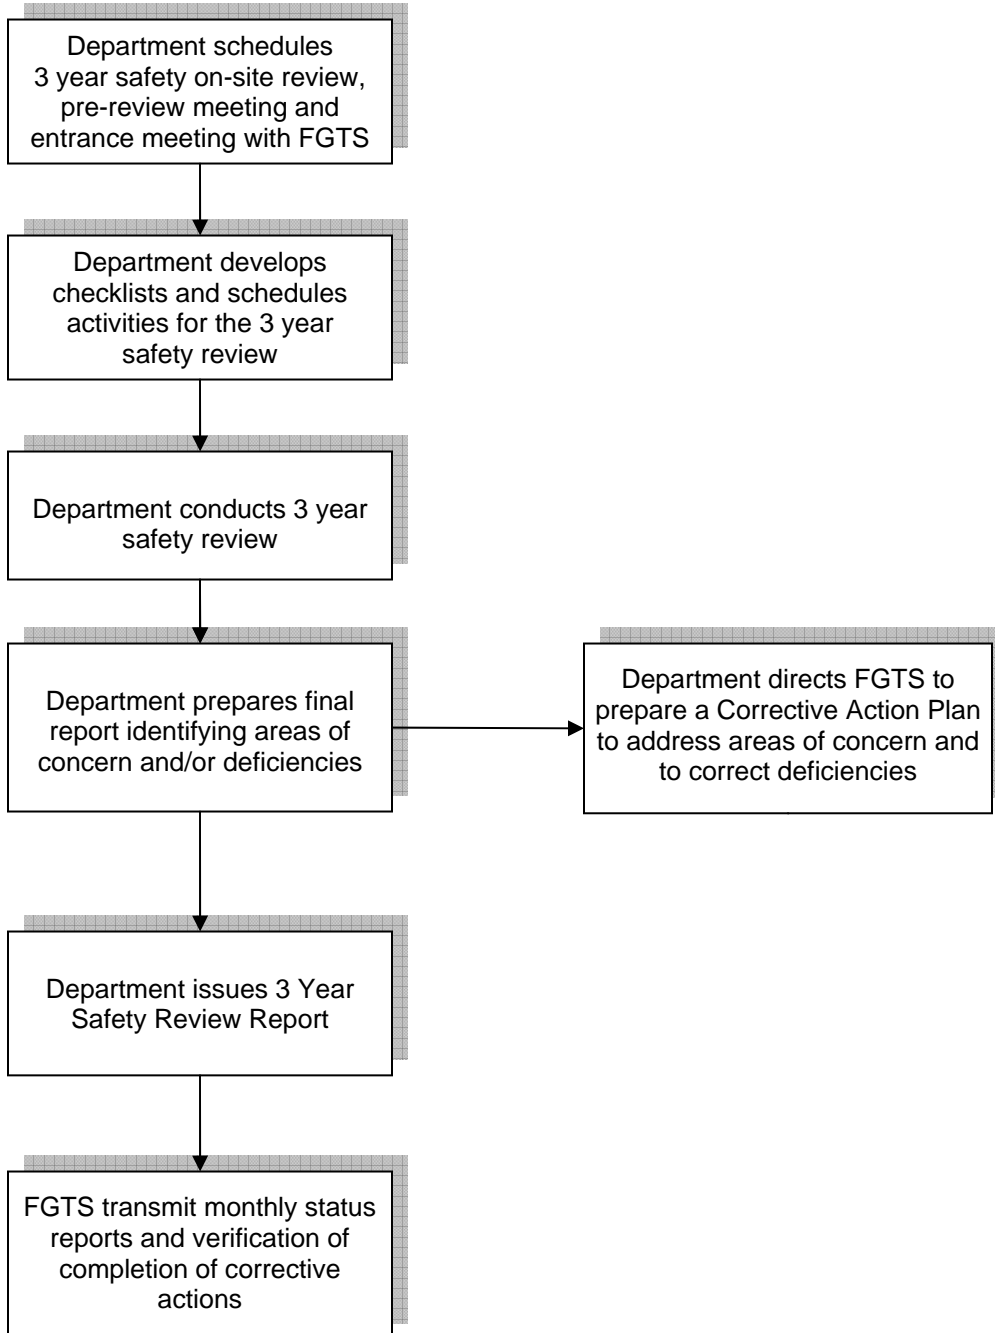 Department schedules
3 year safety on-site review,
pre-review meeting and
entrance meeting with FGTS
Department develops
checklists and schedules
activities for the 3 year
safety review
Department conducts 3 year
safety review
Department prepares final
report identifying areas of
concern and/or deficiencies
Department directs FGTS to
prepare a Corrective Action Plan
to address areas of concern and
to correct deficiencies
Department issues 3 Year
Safety Review Report
FGTS transmit monthly status
reports and verification of
completion of corrective
actions